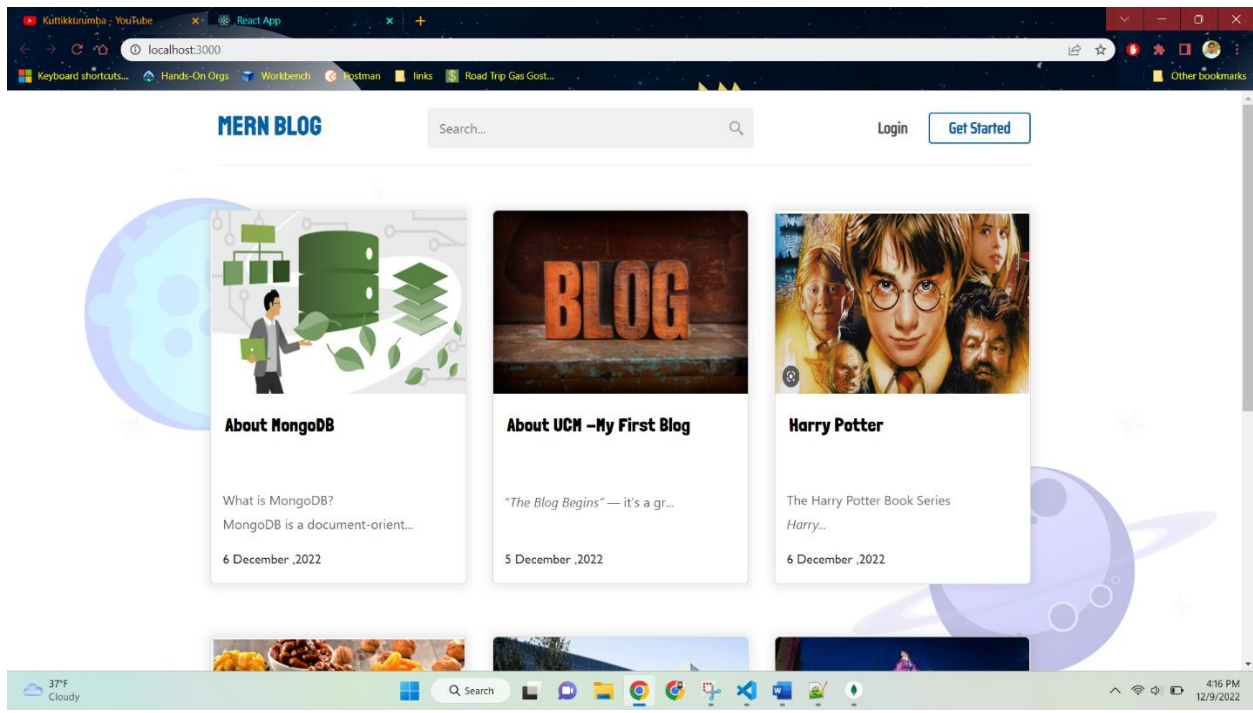 Kuttikkurumba - YouTube
React App
localhost:3000
Keyboard shortcuts...
Hands-On Orgs
Workbench
Postman
links
Road Trip Gas Gost...
Other bookmarks
MERN BLOG
Search...
Login
Get Started
BLOG
About MongoDB
About UCM -My First Blog
Harry Potter
What is MongoDB?
MongoDB is a document-orient...
"The Blog Begins" — it's a gr...
The Harry Potter Book Series
Harry...
6 December ,2022
5 December ,2022
6 December ,2022
37°F
Cloudy
Search
4:16 PM
12/9/2022